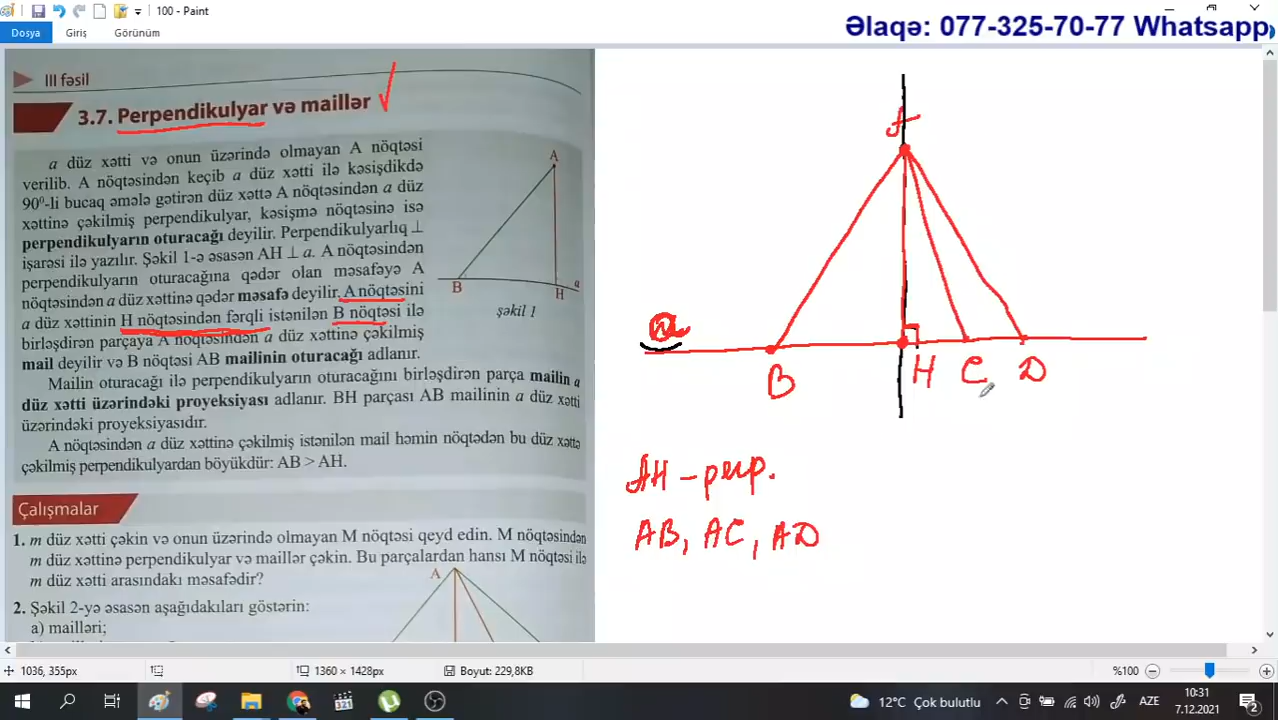 100 - Paint
Əlaqə: 077-325-70-77 Whatsapp
Dosya Giriş Görünüm
III fəsil
3.7. Perpendikulyar və maillər
a düz xətti və onun üzərində olmayan A nöqtəsi
verilib. A nöqtəsindən keçib a düz xətti ilə kəsişdikdə
90⁰-li bucaq əmələ gətirən düz xəttə A nöqtəsindən a düz
xəttinə çəkilmiş perpendikulyar, kəsişmə nöqtəsinə isə
perpendikulyarın oturacağı deyilir. Perpendikulyarlıq ⊥
işarəsi ilə yazılır. Şəkil 1-ə əsasən AH ⊥ a. A nöqtəsindən
perpendikulyarın oturacağına qədər olan məsafəyə A
nöqtəsindən a düz xəttinə qədər məsafə deyilir. A nöqtəsini
a düz xəttinin H nöqtəsindən fərqli istənilən B nöqtəsi ilə
birləşdirən parçaya A nöqtəsindən a düz xəttinə çəkilmiş
mail deyilir və B nöqtəsi AB mailinin oturacağı adlanır.
Mailin oturacağı ilə perpendikulyarın oturacağını birləşdirən parça mailin a
düz xətti üzərindəki proyeksiyası adlanır. BH parçası AB mailinin a düz xətti
üzərindəki proyeksiyasıdır.
A nöqtəsindən a düz xəttinə çəkilmiş istənilən mail həmin nöqtədən bu düz xəttə
çəkilmiş perpendikulyardan böyükdür: AB > AH.
A
B
H
a
şəkil 1
Çalışmalar
1. m düz xətti çəkin və onun üzərində olmayan M nöqtəsi qeyd edin. M nöqtəsindən
m düz xəttinə perpendikulyar və maillər çəkin. Bu parçalardan hansı M nöqtəsi ilə
m düz xətti arasındakı məsafədir?
2. Şəkil 2-yə əsasən aşağıdakıları göstərin:
a) mailləri;
A
A
B
H
C
D
AH - perp.
AB, AC, AD
1036, 355px
1360 × 1428px
Boyut: 229,8KB
%100
12°C Çok bulutlu
AZE
10:31
7.12.2021
2